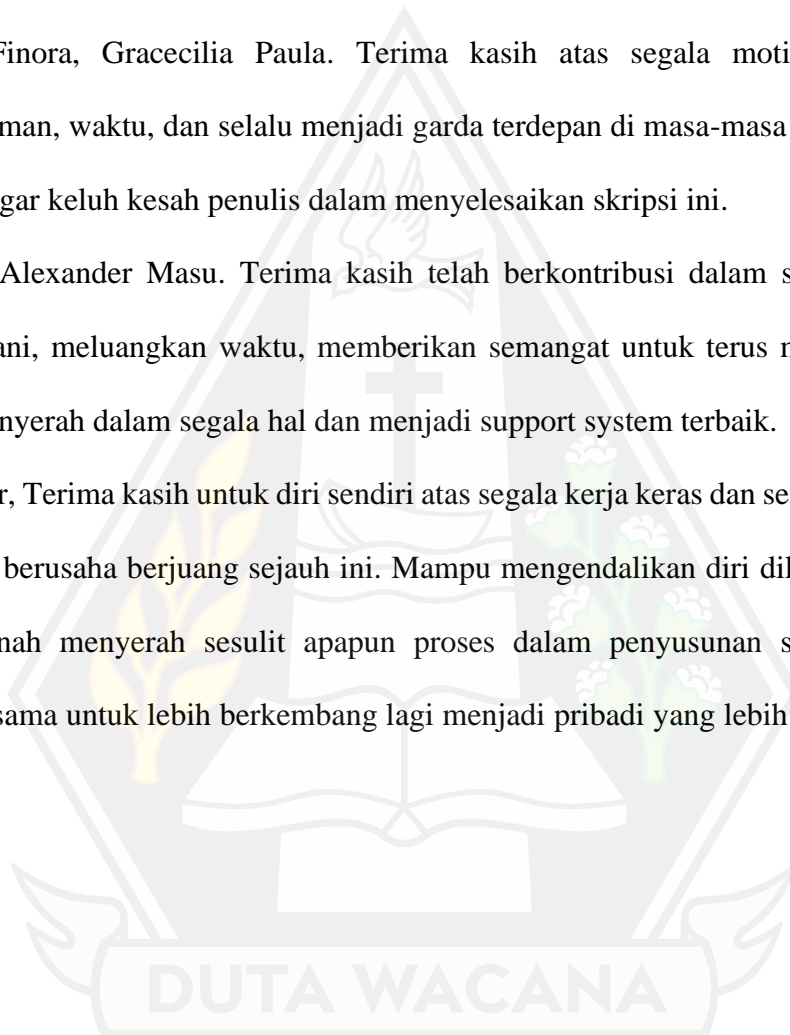 Finora, Gracecilia Paula. Terima kasih atas segala moti
man, waktu, dan selalu menjadi garda terdepan di masa-masa
gar keluh kesah penulis dalam menyelesaikan skripsi ini.
Alexander Masu. Terima kasih telah berkontribusi dalam s
ani, meluangkan waktu, memberikan semangat untuk terus m
nyerah dalam segala hal dan menjadi support system terbaik.
r, Terima kasih untuk diri sendiri atas segala kerja keras dan se
berusaha berjuang sejauh ini. Mampu mengendalikan diri dil
nah menyerah sesulit apapun proses dalam penyusunan s
sama untuk lebih berkembang lagi menjadi pribadi yang lebih
DUTA WACANA